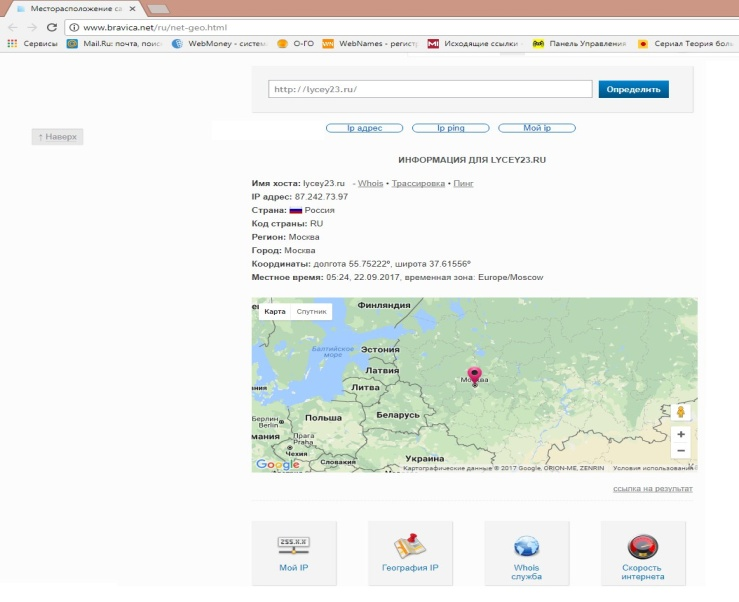 Месторасположение са
www.bravica.net/ru/net-geo.html
Сервисы Mail.Ru: почта, поис WebMoney - систем О-ГО WebNames - регистр Исходящие ссылки - Панель Управления Сериал Теория боль
http://lycey23.ru/ Определить
↑ Наверх
Ip адрес Ip ping Мой ip
ИНФОРМАЦИЯ ДЛЯ LYCEY23.RU
Имя хоста: lycey23.ru - Whois • Трассировка • Пинг
IP адрес: 87.242.73.97
Страна: Россия
Код страны: RU
Регион: Москва
Город: Москва
Координаты: долгота 55.75222º, широта 37.61556º
Местное время: 05:24, 22.09.2017, временная зона: Europe/Moscow
Карта Спутник
Финляндия
Балтийское
море
Эстония
Латвия
Литва
Москва
Беларусь
Берлин
Berlin
Польша
мания
Прага
Praha
Чехия
Словакия
Украина
Google
Картографические данные © 2017 Google, ORION-ME, ZENRIN Условия использования
ссылка на результат
255.X.X
Мой IP
География IP
Whois
служба
Скорость
интернета